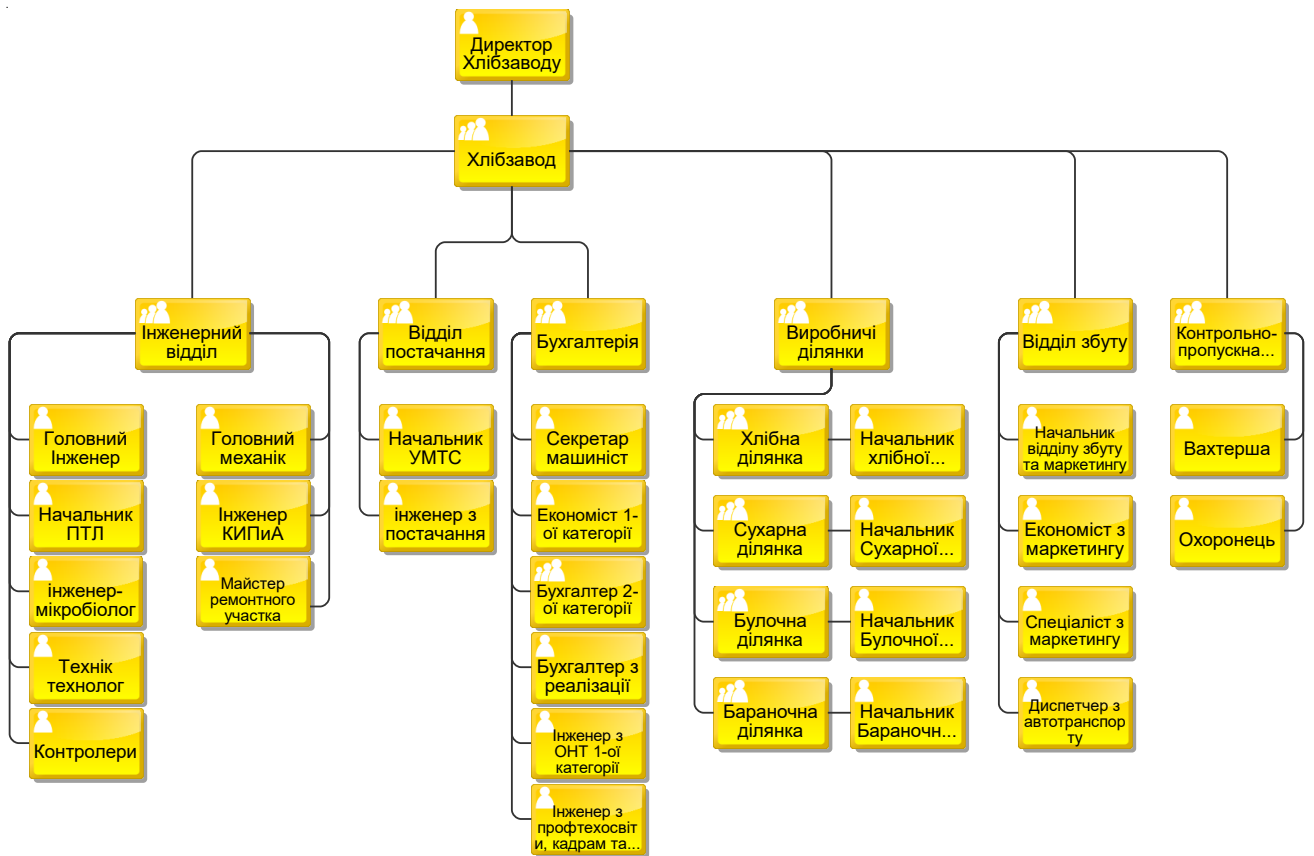 Директор
Хлібзаводу
Хлібзавод
Інженерний
відділ
Відділ
постачання
Бухгалтерія
Виробничі
ділянки
Відділ збуту
Контрольно-
пропускна...
Головний
Інженер
Начальник
ПТЛ
інженер-
мікробіолог
Технік
технолог
Контролери
Головний
механік
Інженер
КИПиА
Майстер
ремонтного
участка
Начальник
УМТС
інженер з
постачання
Секретар
машиніст
Економіст 1-
ої категорії
Бухгалтер 2-
ої категорії
Бухгалтер з
реалізації
Інженер з
ОНТ 1-ої
категорії
Інженер з
профтехосвіт
и, кадрам та...
Хлібна
ділянка
Начальник
хлібної...
Сухарна
ділянка
Начальник
Сухарної...
Булочна
ділянка
Начальник
Булочної...
Бараночна
ділянка
Начальник
Бараночн...
Начальник
відділу збуту
та маркетингу
Економіст з
маркетингу
Спеціаліст з
маркетингу
Диспетчер з
автотранспор
ту
Вахтерша
Охоронець